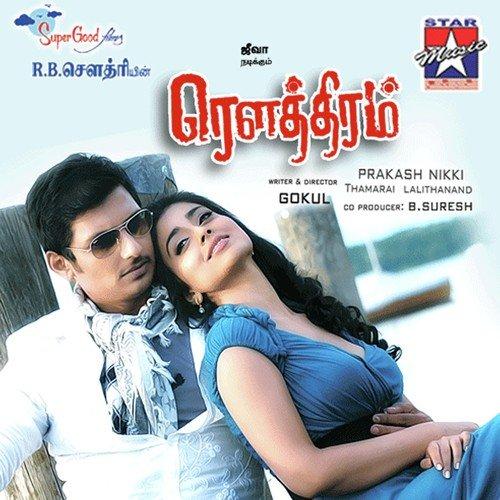 Super Good Films
R.B.சௌத்ரியின்
ஜீவா
நடிக்கும்
ரௌத்திரம்
STAR
Music
WRITER & DIRECTOR
GOKUL
PRAKASH NIKKI
THAMARAI LALITHANAND
CO PRODUCER: B.SURESH